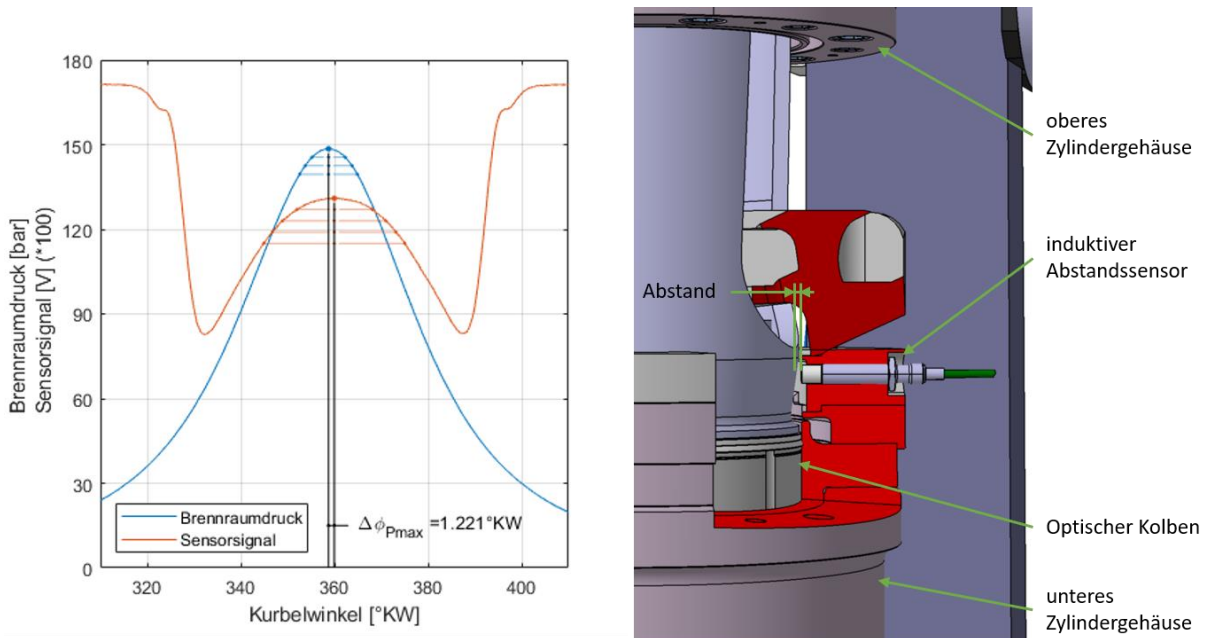 180
150
120
90
60
30
0
Brennraumdruck [bar]
Sensorsignal [V] (*100)
Brennraumdruck
Sensorsignal
Δϕ_Pmax =1.221°KW
320
340
360
380
400
Kurbelwinkel [°KW]
oberes
Zylindergehäuse
induktiver
Abstandssensor
Abstand
Optischer Kolben
unteres
Zylindergehäuse